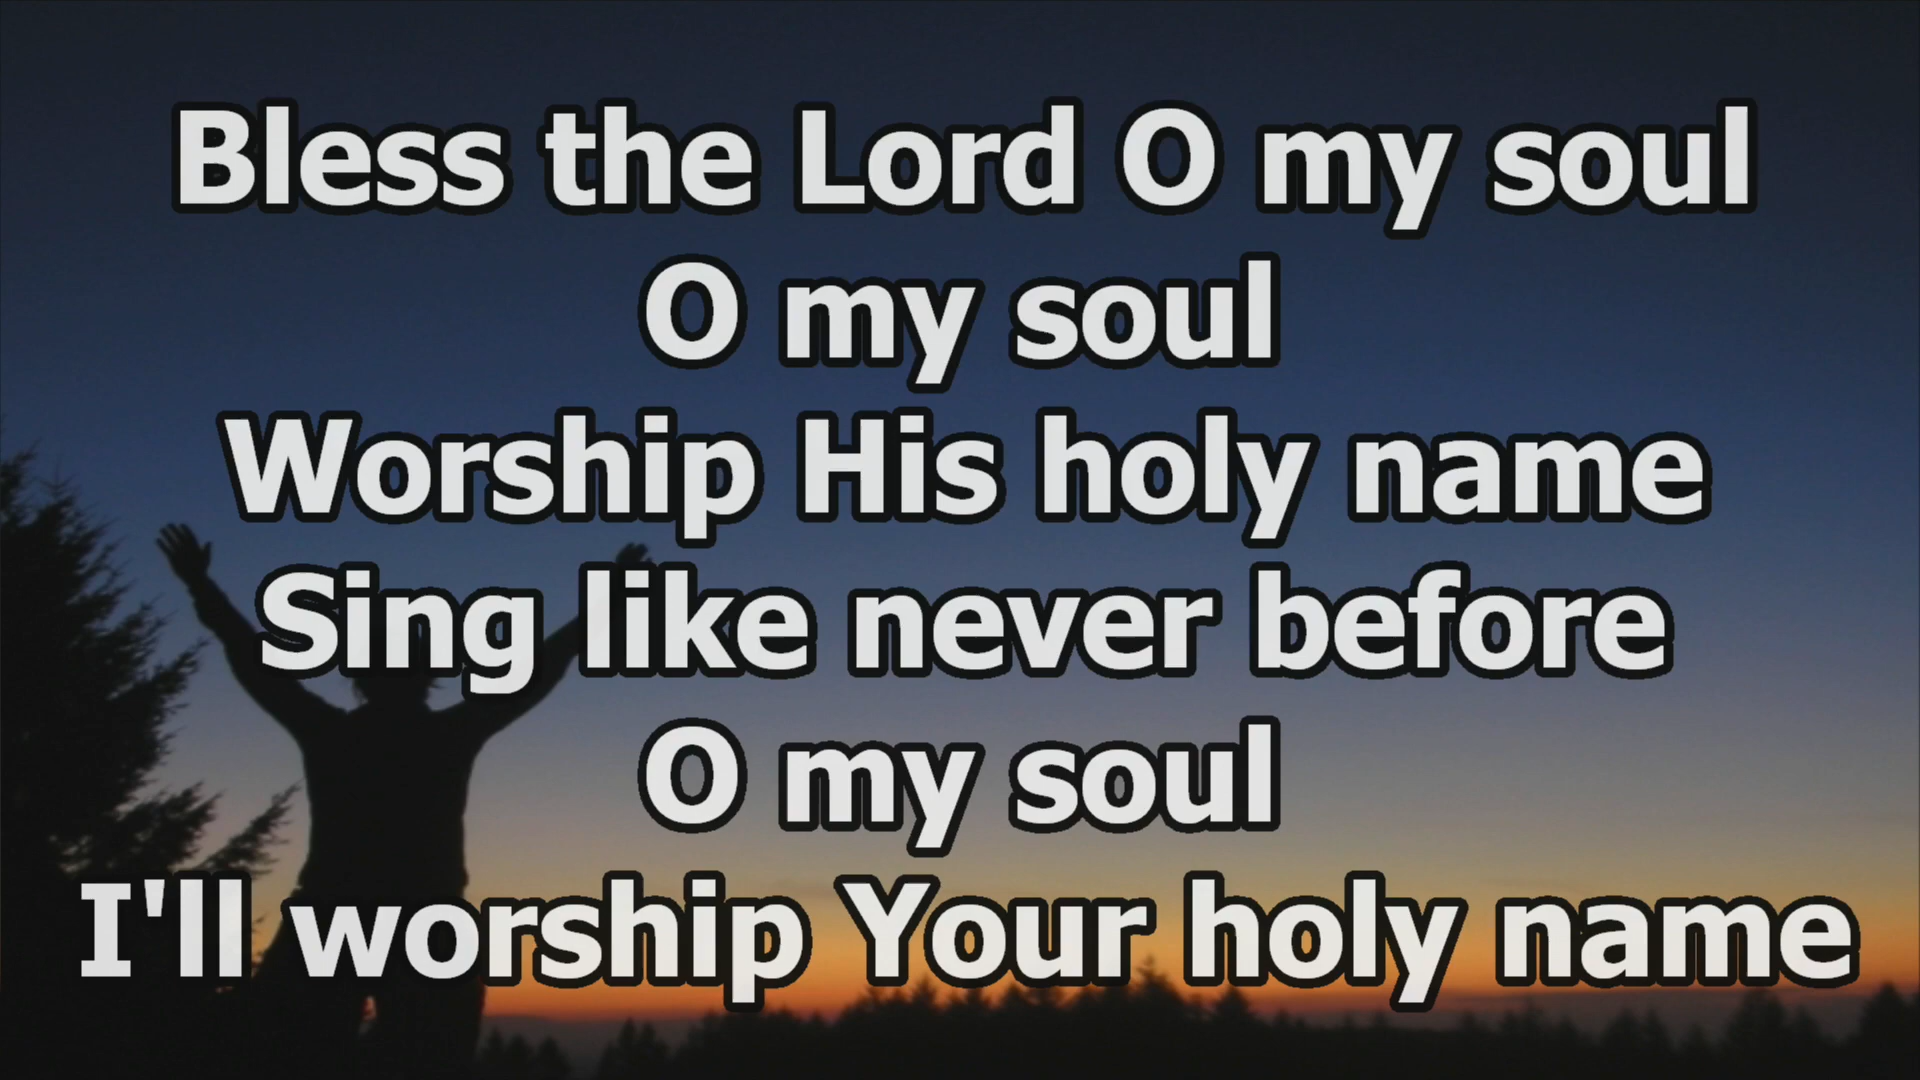 Bless the Lord O my soul
O my soul
Worship His holy name
Sing like never before
O my soul
I'll worship Your holy name